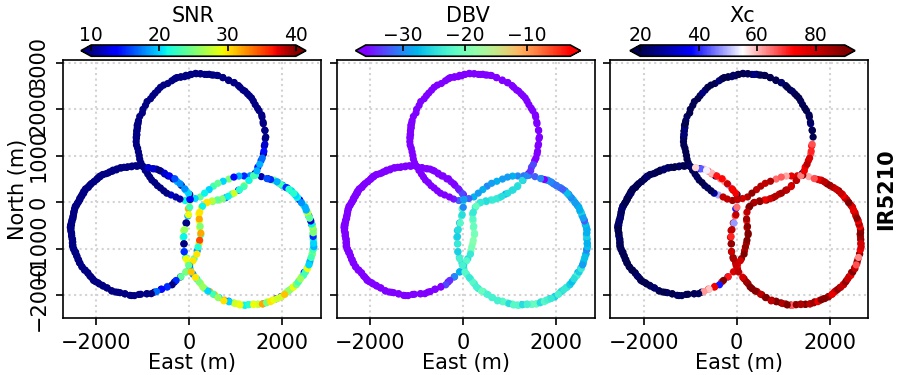 SNR DBV Xc
10 20 30 40 −30 −20 −10 20 40 60 80
3000
2000
1000
0
−1000
−2000
North (m)
−2000 0 2000 −2000 0 2000 −2000 0 2000
East (m) East (m) East (m)
IR5210